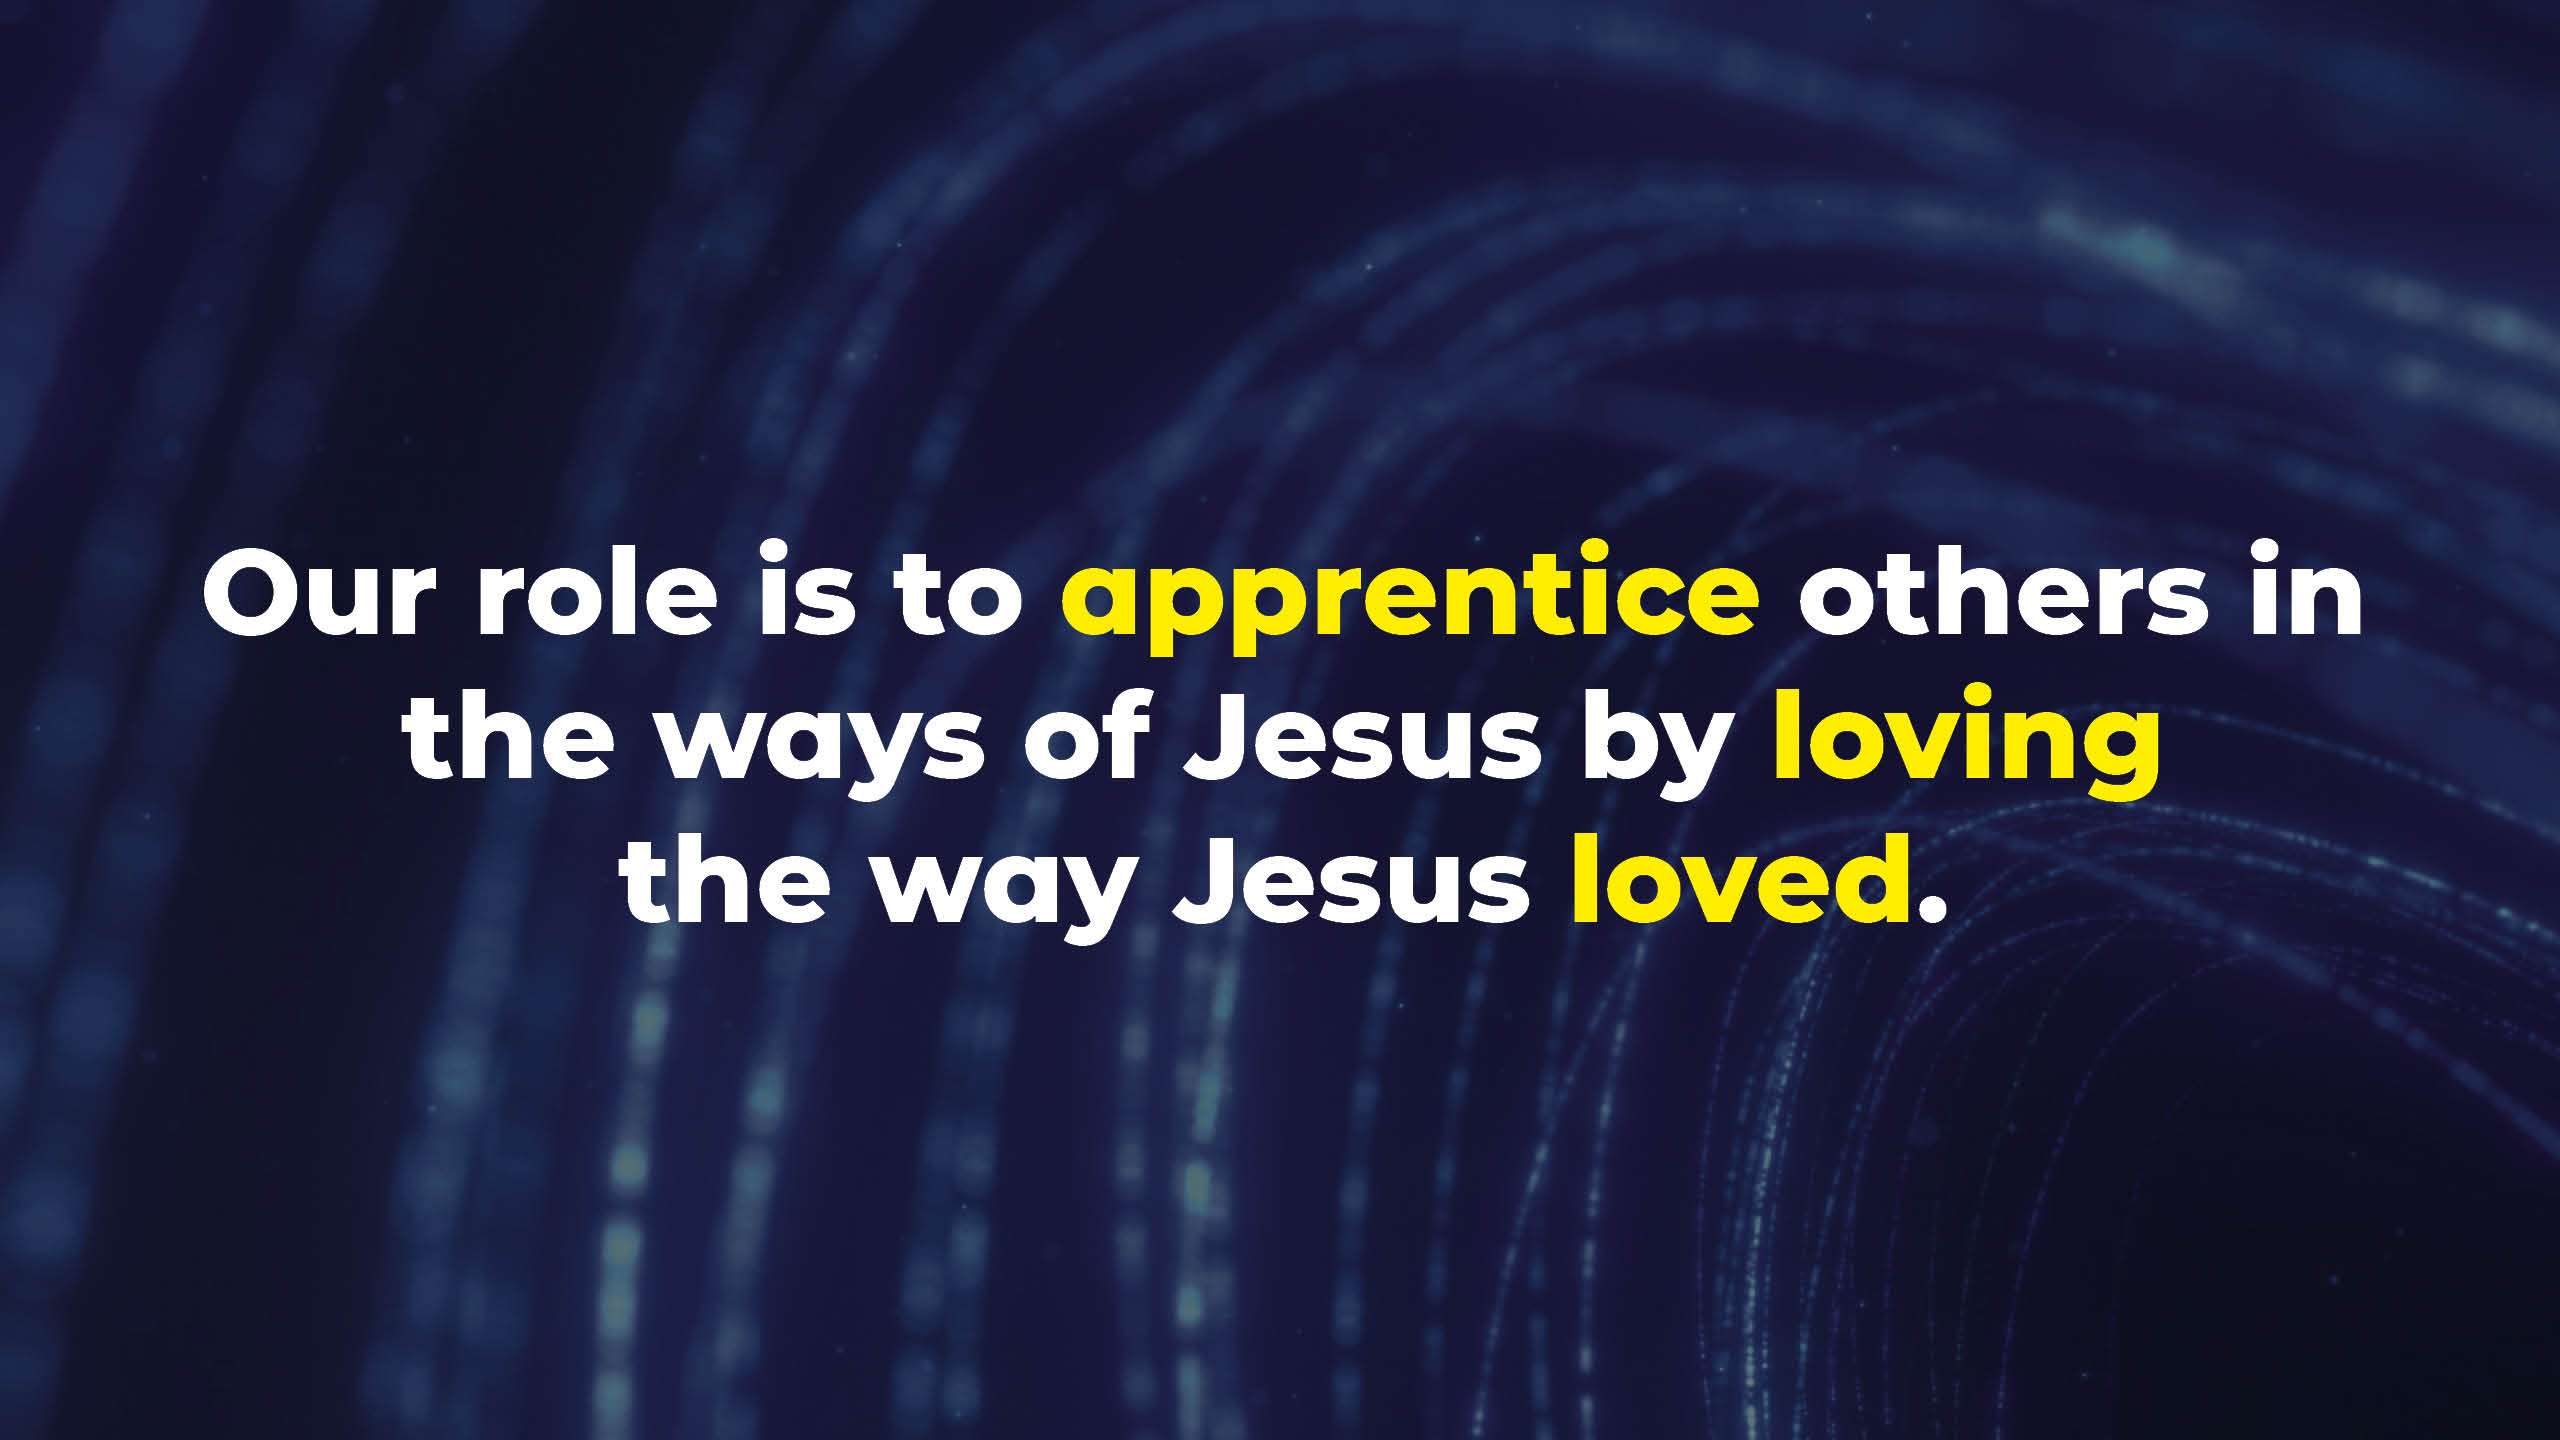 Our role is to apprentice others in
the ways of Jesus by loving
the way Jesus loved.